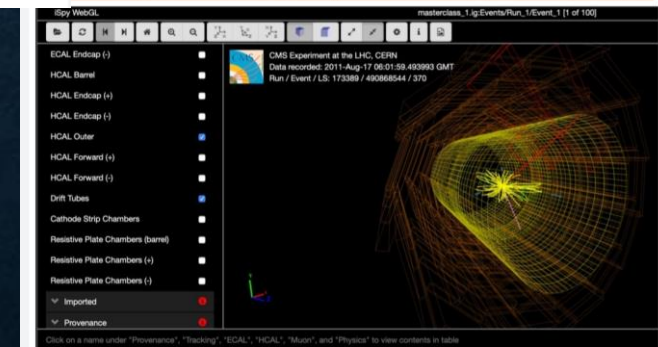 iSpy WebGL
masterclass_1.ig:Events/Run_1/Event_1 [1 of 100]
ECAL Endcap (-)
HCAL Barrel
HCAL Endcap (+)
HCAL Endcap (-)
HCAL Outer
HCAL Forward (+)
HCAL Forward (-)
Drift Tubes
Cathode Strip Chambers
Resistive Plate Chambers (barrel)
Resistive Plate Chambers (+)
Resistive Plate Chambers (-)
Imported
Provenance
CMS Experiment at the LHC, CERN
Data recorded: 2011-Aug-17 06:01:59.493993 GMT
Run / Event / LS: 173389 / 490868544 / 370
Click on a name under "Provenance", "Tracking", "ECAL", "HCAL", "Muon", and "Physics" to view contents in table